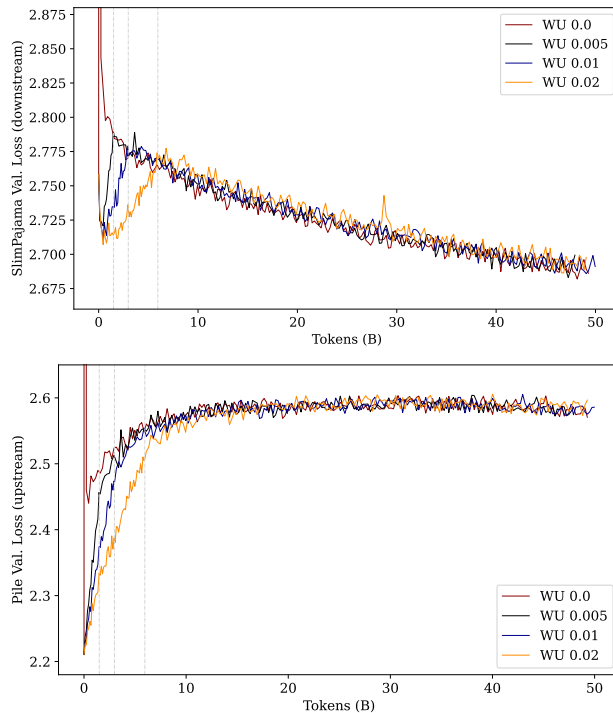 2.875
2.850
2.825
2.800
2.775
2.750
2.725
2.700
2.675
SlimPajama Val. Loss (downstream)
WU 0.0
WU 0.005
WU 0.01
WU 0.02
0 10 20 30 40 50
Tokens (B)
2.6
2.5
2.4
2.3
2.2
Pile Val. Loss (upstream)
WU 0.0
WU 0.005
WU 0.01
WU 0.02
0 10 20 30 40 50
Tokens (B)